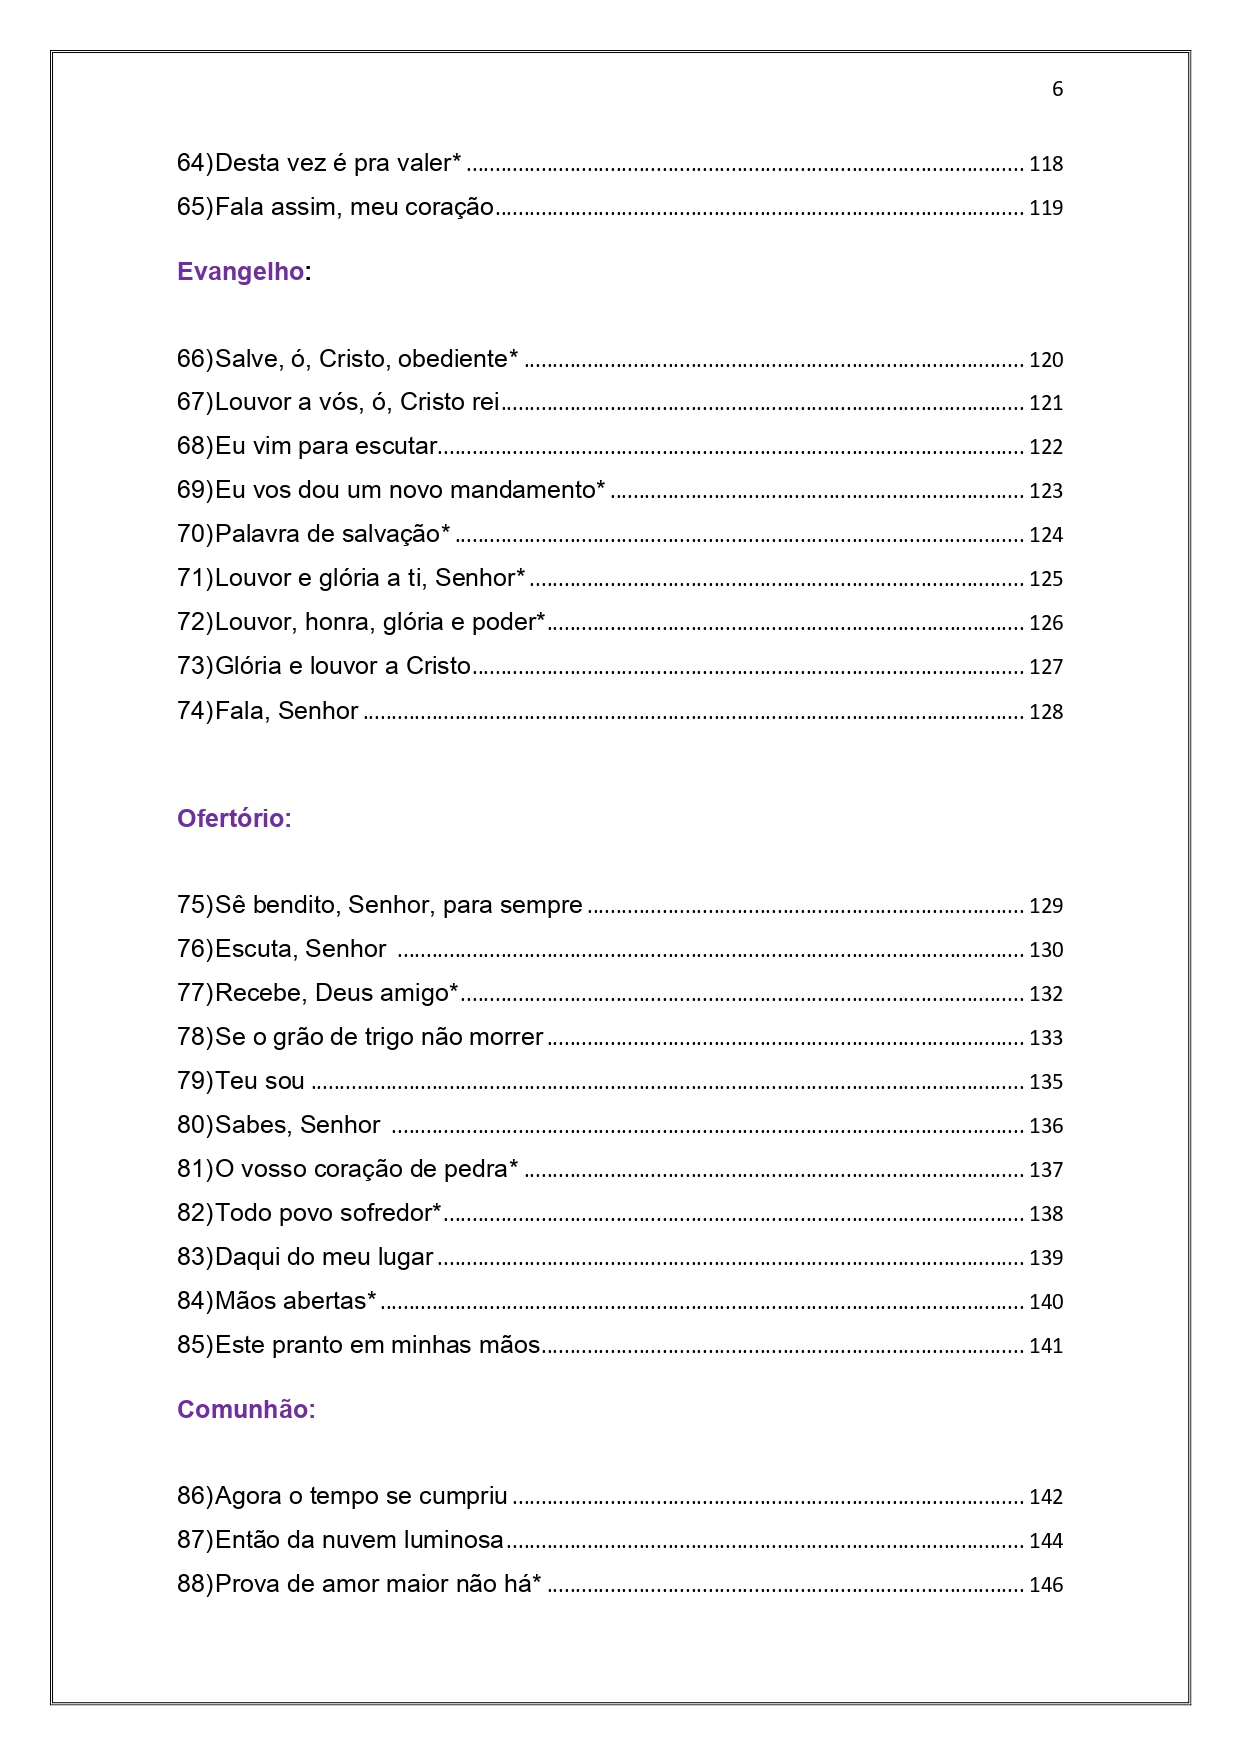 6
64)Desta vez é pra valer* ........................................................................ 118
65)Fala assim, meu coração........................................................................ 119
Evangelho:
66)Salve, ó, Cristo, obediente* ........................................................................ 120
67)Louvor a vós, ó, Cristo rei........................................................................ 121
68)Eu vim para escutar........................................................................ 122
69)Eu vos dou um novo mandamento* ........................................................................ 123
70)Palavra de salvação* ........................................................................ 124
71)Louvor e glória a ti, Senhor* ........................................................................ 125
72)Louvor, honra, glória e poder*........................................................................ 126
73)Glória e louvor a Cristo........................................................................ 127
74)Fala, Senhor ........................................................................ 128
Ofertório:
75)Sê bendito, Senhor, para sempre ........................................................................ 129
76)Escuta, Senhor ........................................................................ 130
77)Recebe, Deus amigo*........................................................................ 132
78)Se o grão de trigo não morrer ........................................................................ 133
79)Teu sou ........................................................................ 135
80)Sabes, Senhor ........................................................................ 136
81)O vosso coração de pedra* ........................................................................ 137
82)Todo povo sofredor*........................................................................ 138
83)Daqui do meu lugar ........................................................................ 139
84)Mãos abertas* ........................................................................ 140
85)Este pranto em minhas mãos........................................................................ 141
Comunhão:
86)Agora o tempo se cumpriu ........................................................................ 142
87)Então da nuvem luminosa ........................................................................ 144
88)Prova de amor maior não há* ........................................................................ 146